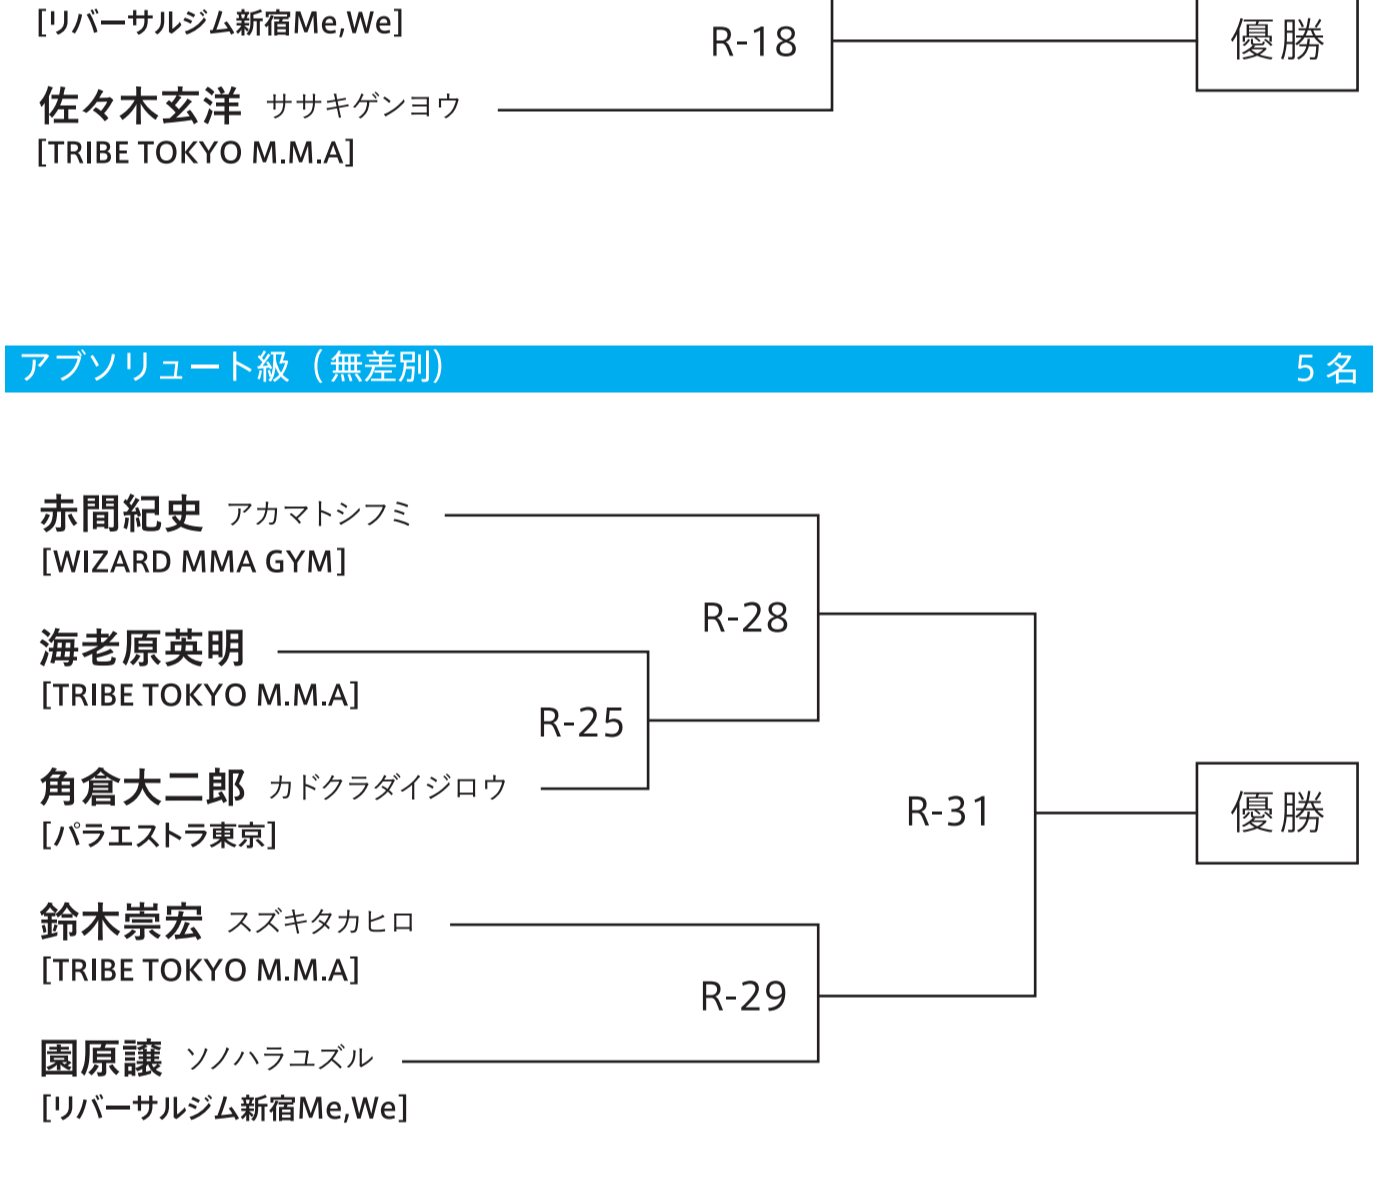 [リバーサルジム新宿Me,We]
R-18
優勝
佐々木玄洋 ササキゲンヨウ
[TRIBE TOKYO M.M.A]
アブソリュート級（無差別） 5 名
赤間紀史 アカマトシフミ
[WIZARD MMA GYM]
R-28
海老原英明
[TRIBE TOKYO M.M.A]
R-25
角倉大二郎 カドクラダイジロウ
[パラエストラ東京]
R-31
優勝
鈴木崇宏 スズキタカヒロ
[TRIBE TOKYO M.M.A]
R-29
園原譲 ソノハラユズル
[リバーサルジム新宿Me,We]